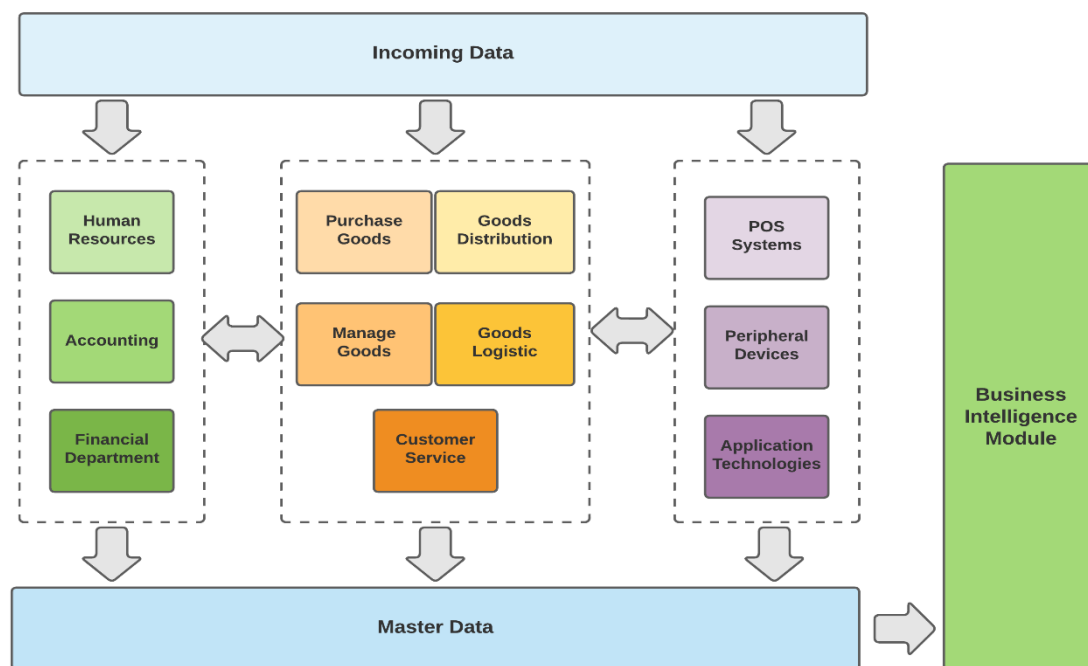 Incoming Data
Human
Resources
Accounting
Financial
Department
Purchase
Goods
Goods
Distribution
Manage
Goods
Goods
Logistic
Customer
Service
POS
Systems
Peripheral
Devices
Application
Technologies
Business
Intelligence
Module
Master Data